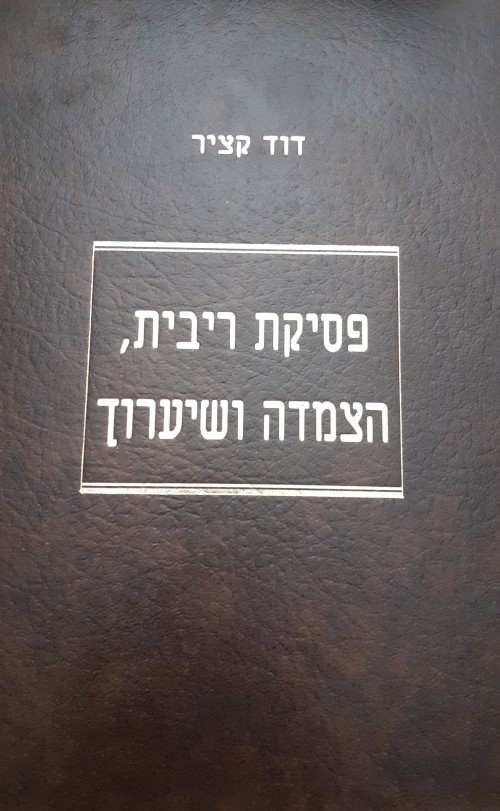 דוד קציר
פסיקת ריבית,
הצמדה ושיערוך